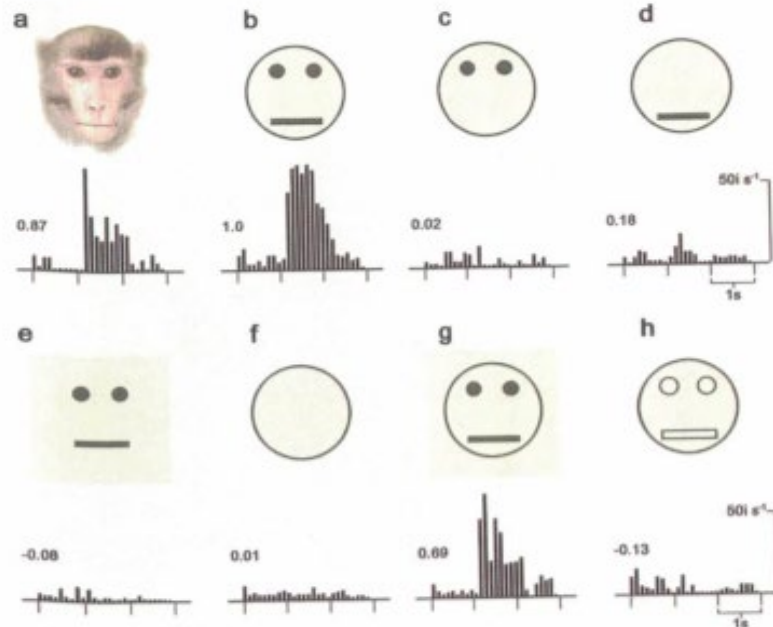 a b c d
50i s⁻¹
0.87 1.0 0.02 0.18
1s
e f g h
50i s⁻¹
-0.08 0.01 0.69 -0.13
1s